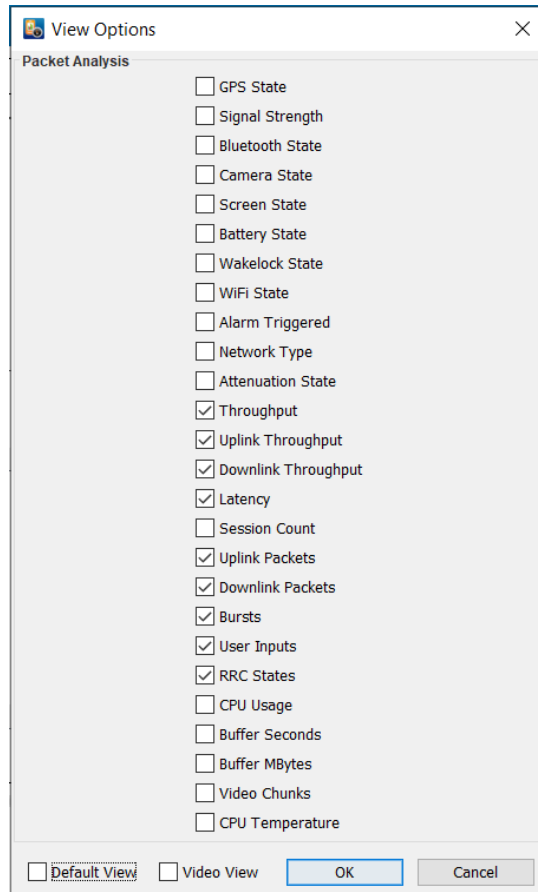 View Options
Packet Analysis
GPS State
Signal Strength
Bluetooth State
Camera State
Screen State
Battery State
Wakelock State
WiFi State
Alarm Triggered
Network Type
Attenuation State
Throughput
Uplink Throughput
Downlink Throughput
Latency
Session Count
Uplink Packets
Downlink Packets
Bursts
User Inputs
RRC States
CPU Usage
Buffer Seconds
Buffer MBytes
Video Chunks
CPU Temperature
Default View Video View OK Cancel